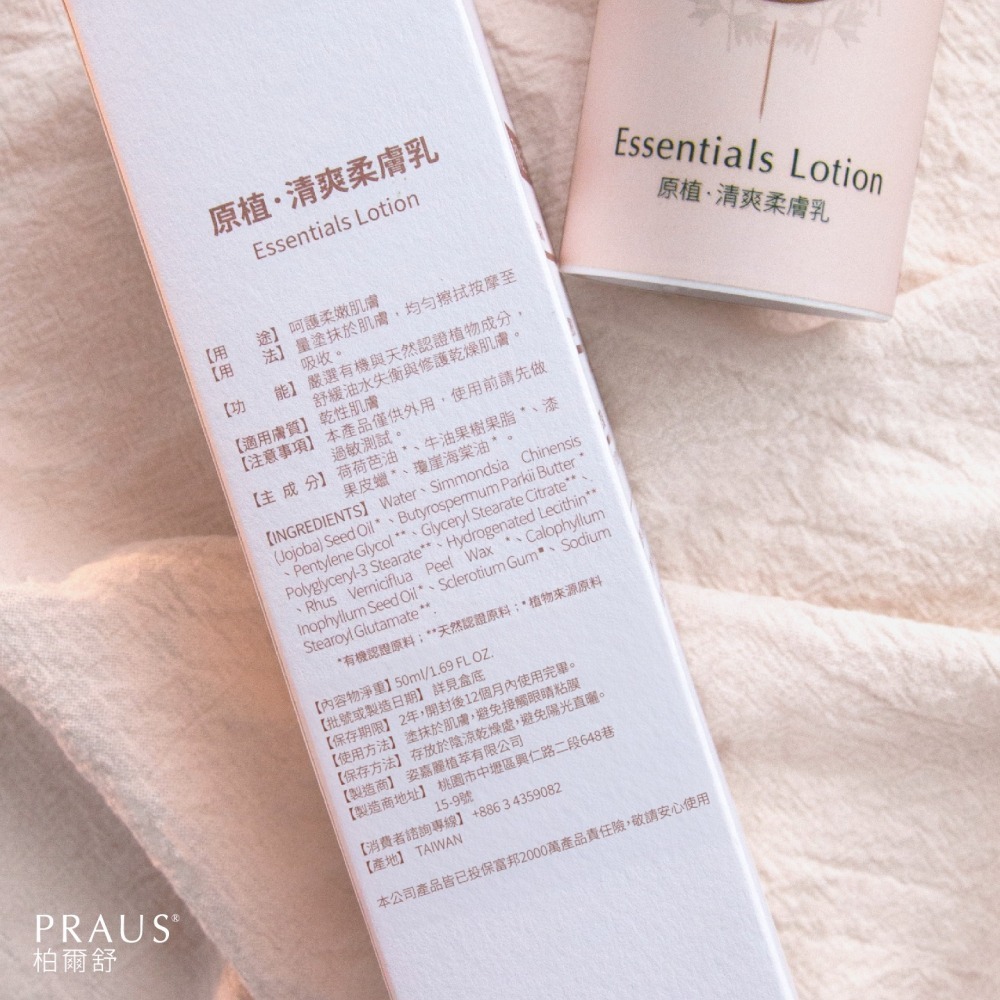 原植·清爽柔膚乳
Essentials Lotion
【用　　途】呵護柔嫩肌膚
【用　　法】量塗抹於肌膚，均勻擦拭按摩至
吸收。
【功　　能】嚴選有機與天然認證植物成分，
舒緩油水失衡與修護乾燥肌膚。
【適用膚質】乾性肌膚
【注意事項】本產品僅供外用，使用前請先做
過敏測試。
【主 成 分】荷荷芭油*、牛油果樹果脂*、漆
果皮蠟*、瓊崖海棠油*。
【INGREDIENTS】Water、Simmondsia Chinensis
(Jojoba) Seed Oil*、Butyrospermum Parkii Butter*
、Pentylene Glycol**、Glyceryl Stearate Citrate**、
Polyglyceryl-3 Stearate**、Hydrogenated Lecithin**
、Rhus Verniciflua Peel Wax*、Calophyllum
Inophyllum Seed Oil*、Sclerotium Gum■、Sodium
Stearoyl Glutamate**.
*有機認證原料；**天然認證原料；▪植物來源原料
【內容物淨重】50ml/1.69 FL OZ.
【批號或製造日期】詳見盒底
【保存期限】2年，開封後12個月內使用完畢。
【使用方法】塗抹於肌膚，避免接觸眼睛粘膜
【保存方法】存放於陰涼乾燥處，避免陽光直曬。
【製造商】姿嘉麗植萃有限公司
【製造商地址】桃園市中壢區興仁路二段648巷
15-9號
【消費者諮詢專線】+886 3 4359082
【產地】TAIWAN
本公司產品皆已投保富邦2000萬產品責任險，敬請安心使用
Essentials Lotion
原植·清爽柔膚乳
PRAUS®
柏爾舒